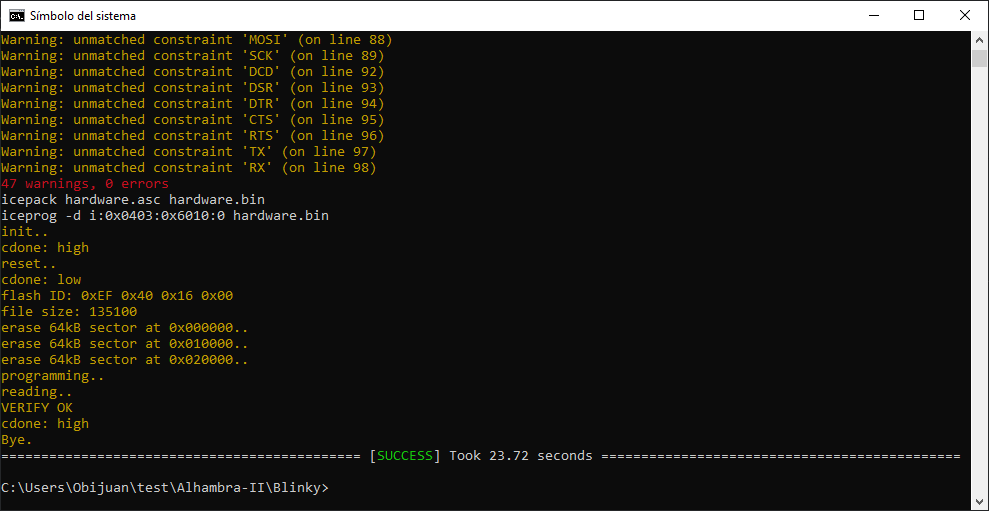 Símbolo del sistema
Warning: unmatched constraint 'MOSI' (on line 88)
Warning: unmatched constraint 'SCK' (on line 89)
Warning: unmatched constraint 'DCD' (on line 92)
Warning: unmatched constraint 'DSR' (on line 93)
Warning: unmatched constraint 'DTR' (on line 94)
Warning: unmatched constraint 'CTS' (on line 95)
Warning: unmatched constraint 'RTS' (on line 96)
Warning: unmatched constraint 'TX' (on line 97)
Warning: unmatched constraint 'RX' (on line 98)
47 warnings, 0 errors
icepack hardware.asc hardware.bin
iceprog -d i:0x0403:0x6010:0 hardware.bin
init..
cdone: high
reset..
cdone: low
flash ID: 0xEF 0x40 0x16 0x00
file size: 135100
erase 64kB sector at 0x000000..
erase 64kB sector at 0x010000..
erase 64kB sector at 0x020000..
programming..
reading..
VERIFY OK
cdone: high
Bye.
============================================= [SUCCESS] Took 23.72 seconds =============================================
C:\Users\Obijuan\test\Alhambra-II\Blinky>